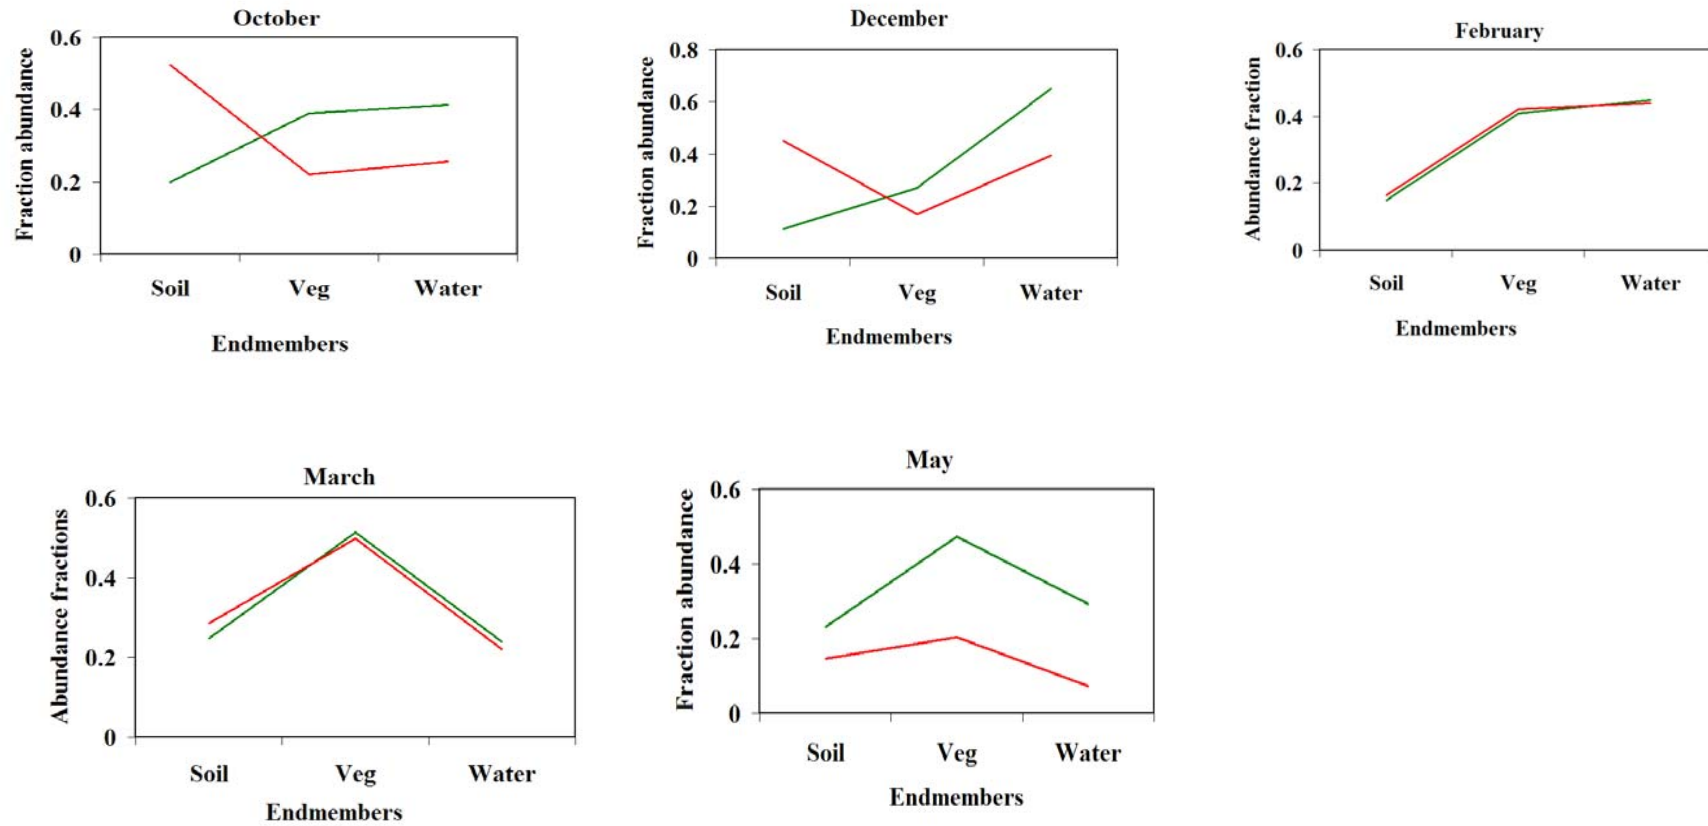 October
Fraction abundance
0.6
0.4
0.2
0
Soil Veg Water
Endmembers
December
Fraction abundance
0.8
0.6
0.4
0.2
0
Soil Veg Water
Endmembers
February
Abundance fraction
0.6
0.4
0.2
0
Soil Veg Water
Endmembers
March
Abundance fractions
0.6
0.4
0.2
0
Soil Veg Water
Endmembers
May
Fraction abundance
0.6
0.4
0.2
0
Soil Veg Water
Endmembers